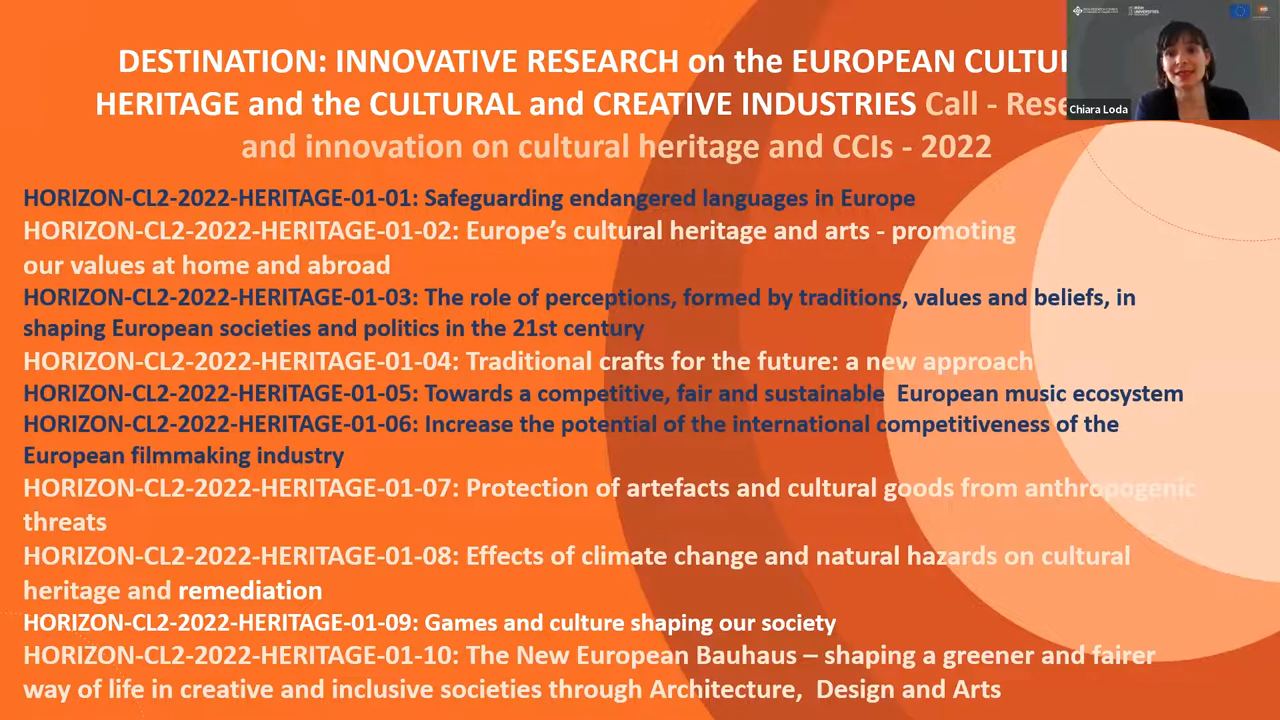 DESTINATION: INNOVATIVE RESEARCH on the EUROPEAN
HERITAGE and the CULTURAL and CREATIVE INDUSTRIES Call -
and innovation on cultural heritage and CCIs - 2022
Chiara Loda
HORIZON-CL2-2022-HERITAGE-01-01: Safeguarding endangered languages in Europe
HORIZON-CL2-2022-HERITAGE-01-02: Europe’s cultural heritage and arts - promoting
our values at home and abroad
HORIZON-CL2-2022-HERITAGE-01-03: The role of perceptions, formed by traditions, values and beliefs, in
shaping European societies and politics in the 21st century
HORIZON-CL2-2022-HERITAGE-01-04: Traditional crafts for the future: a new approach
HORIZON-CL2-2022-HERITAGE-01-05: Towards a competitive, fair and sustainable  European music ecosystem
HORIZON-CL2-2022-HERITAGE-01-06: Increase the potential of the international competitiveness of the
European filmmaking industry
HORIZON-CL2-2022-HERITAGE-01-07: Protection of artefacts and cultural goods from anthropogenic
threats
HORIZON-CL2-2022-HERITAGE-01-08: Effects of climate change and natural hazards on cultural
heritage and remediation
HORIZON-CL2-2022-HERITAGE-01-09: Games and culture shaping our society
HORIZON-CL2-2022-HERITAGE-01-10: The New European Bauhaus – shaping a greener and fairer
way of life in creative and inclusive societies through Architecture,  Design and Arts